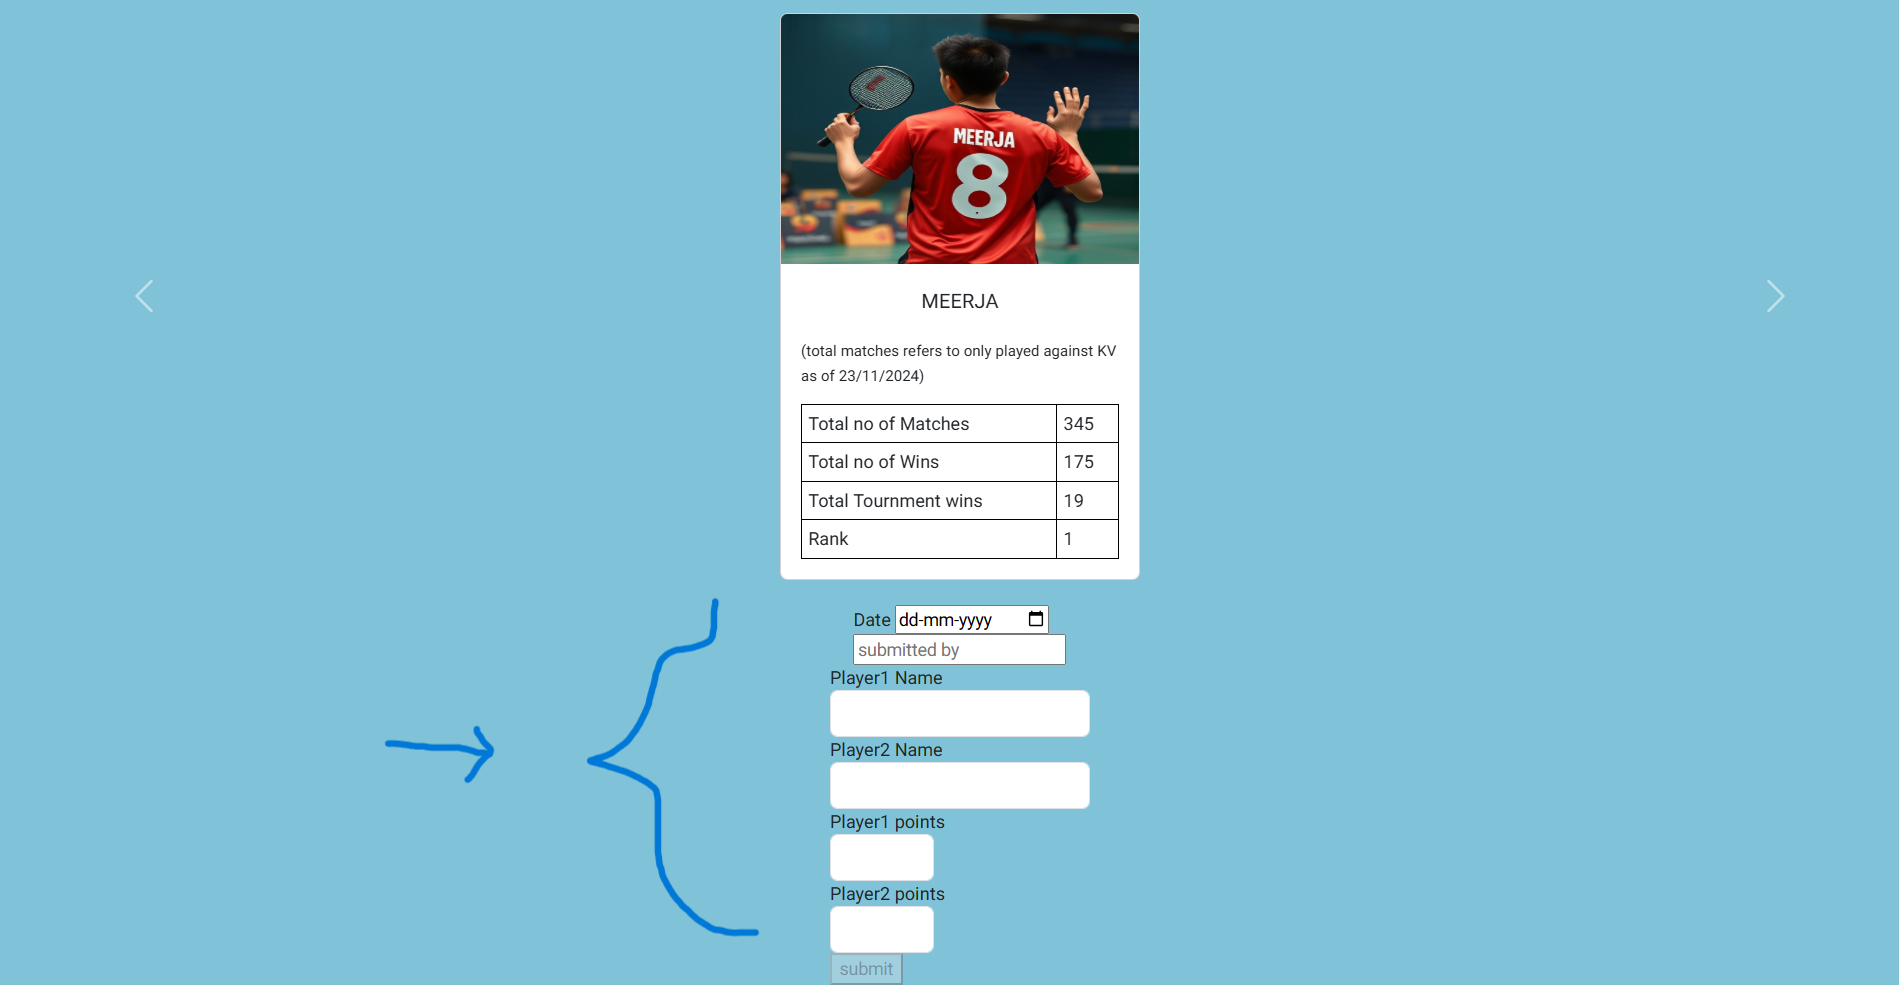 MEERJA
8
MEERJA
(total matches refers to only played against KV
as of 23/11/2024)
Total no of Matches 345
Total no of Wins 175
Total Tournment wins 19
Rank 1
Date dd-mm-yyyy
submitted by
Player1 Name
Player2 Name
Player1 points
Player2 points
submit